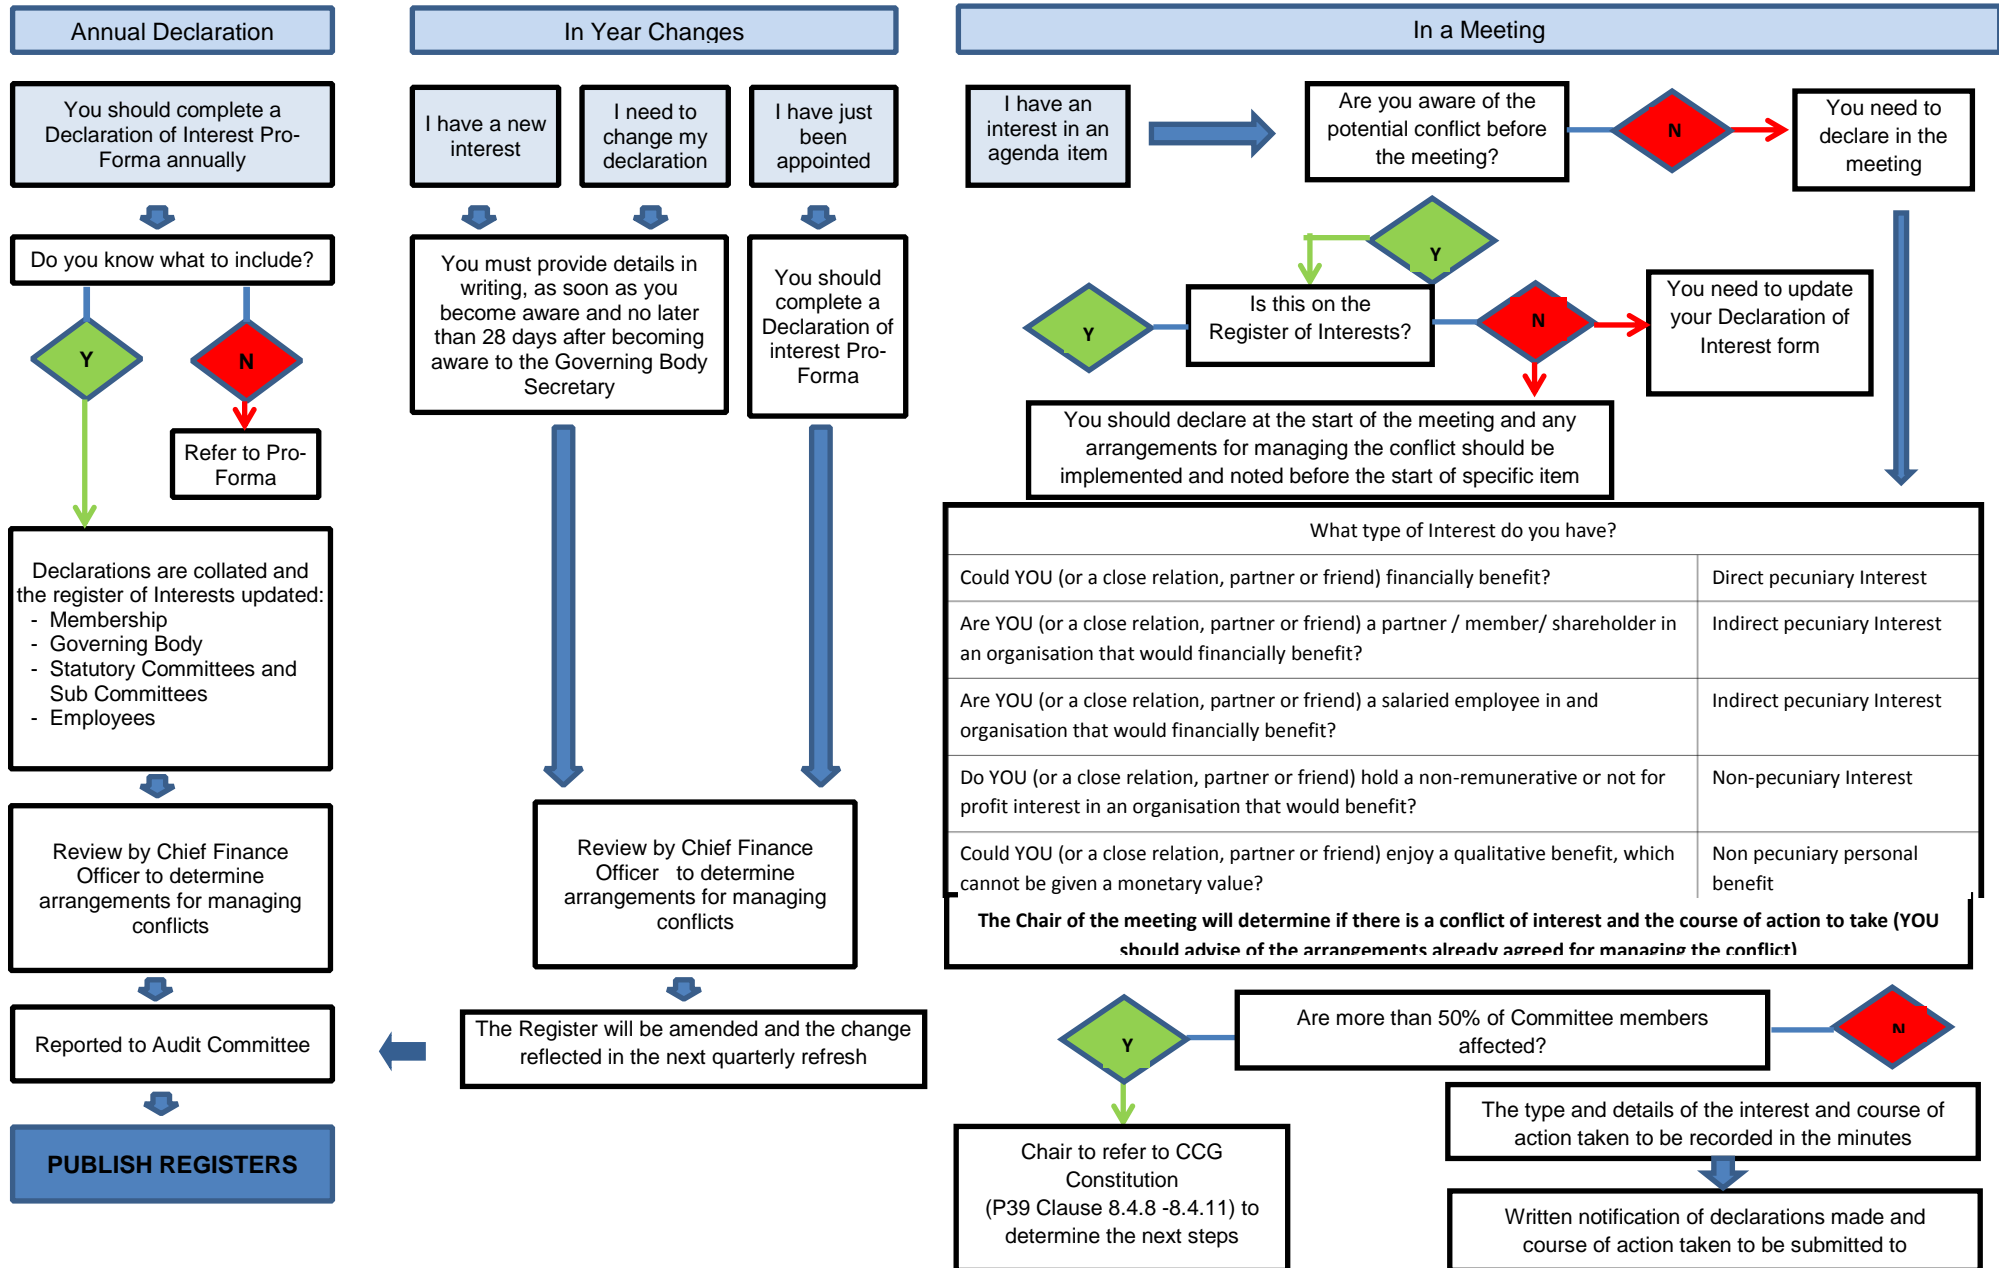 Annual Declaration
You should complete a
Declaration of Interest Pro-
Forma annually
Do you know what to include?
Y
N
Refer to Pro-
Forma
Declarations are collated and
the register of Interests updated:
- Membership
- Governing Body
- Statutory Committees and
Sub Committees
- Employees
Review by Chief Finance
Officer to determine
arrangements for managing
conflicts
Reported to Audit Committee
PUBLISH REGISTERS
In Year Changes
I have a new
interest
I need to
change my
declaration
I have just
been
appointed
You must provide details in
writing, as soon as you
become aware and no later
than 28 days after becoming
aware to the Governing Body
Secretary
You should
complete a
Declaration of
interest Pro-
Forma
Review by Chief Finance
Officer to determine
arrangements for managing
conflicts
The Register will be amended and the change
reflected in the next quarterly refresh
In a Meeting
I have an
interest in an
agenda item
Are you aware of the
potential conflict before
the meeting?
N
You need to
declare in the
meeting
Y
Y
Is this on the
Register of Interests?
N
You need to update
your Declaration of
Interest form
You should declare at the start of the meeting and any
arrangements for managing the conflict should be
implemented and noted before the start of specific item
What type of Interest do you have?
Could YOU (or a close relation, partner or friend) financially benefit?
Direct pecuniary Interest
Are YOU (or a close relation, partner or friend) a partner / member/ shareholder in
an organisation that would financially benefit?
Indirect pecuniary Interest
Are YOU (or a close relation, partner or friend) a salaried employee in and
organisation that would financially benefit?
Indirect pecuniary Interest
Do YOU (or a close relation, partner or friend) hold a non-remunerative or not for
profit interest in an organisation that would benefit?
Non-pecuniary Interest
Could YOU (or a close relation, partner or friend) enjoy a qualitative benefit, which
cannot be given a monetary value?
Non pecuniary personal
benefit
The Chair of the meeting will determine if there is a conflict of interest and the course of action to take (YOU
should advise of the arrangements already agreed for managing the conflict)
Y
Are more than 50% of Committee members
affected?
N
Chair to refer to CCG
Constitution
(P39 Clause 8.4.8 -8.4.11) to
determine the next steps
The type and details of the interest and course of
action taken to be recorded in the minutes
Written notification of declarations made and
course of action taken to be submitted to